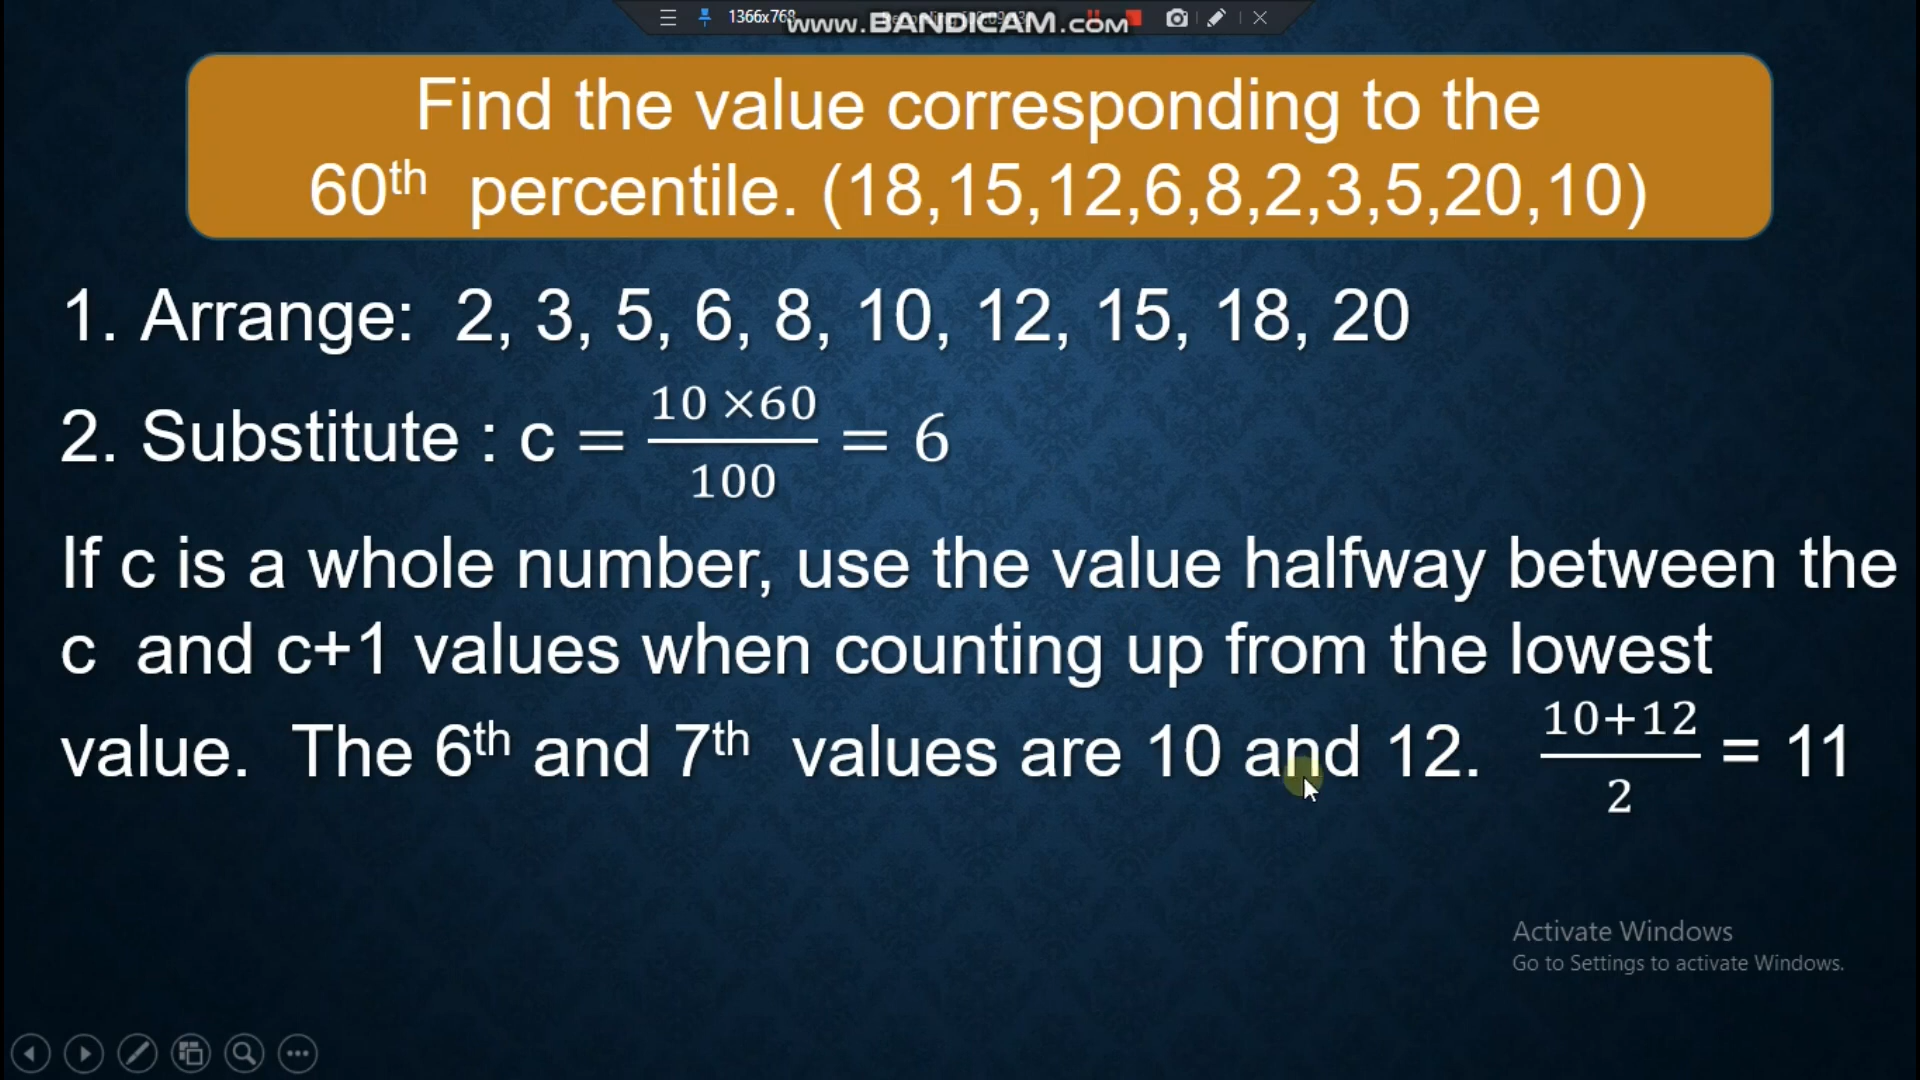 1366x768
www.BANDICAM.com
Find the value corresponding to the
60th percentile. (18,15,12,6,8,2,3,5,20,10)
1. Arrange: 2, 3, 5, 6, 8, 10, 12, 15, 18, 20
2. Substitute : c = 10 ×60 / 100 = 6
If c is a whole number, use the value halfway between the
c and c+1 values when counting up from the lowest
value. The 6th and 7th values are 10 and 12. 10+12 / 2 = 11
Activate Windows
Go to Settings to activate Windows.